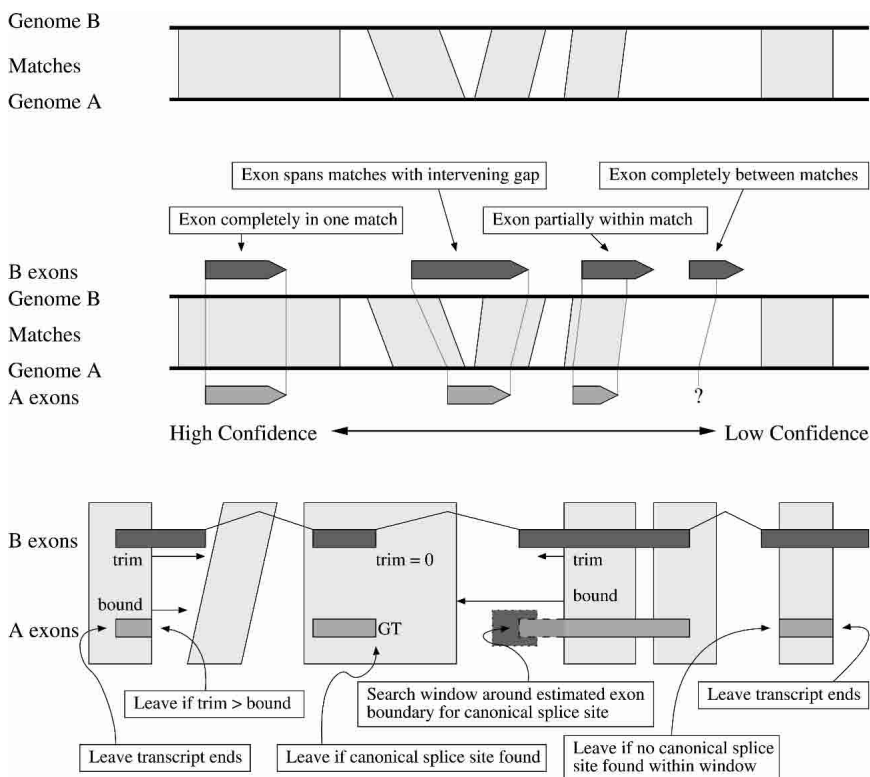 Genome B
Matches
Genome A
Exon spans matches with intervening gap
Exon completely between matches
Exon completely in one match
Exon partially within match
B exons
Genome B
Matches
Genome A
A exons
?
High Confidence
Low Confidence
B exons
trim
trim = 0
trim
bound
bound
A exons
GT
Leave if trim > bound
Search window around estimated exon
boundary for canonical splice site
Leave transcript ends
Leave transcript ends
Leave if canonical splice site found
Leave if no canonical splice
site found within window